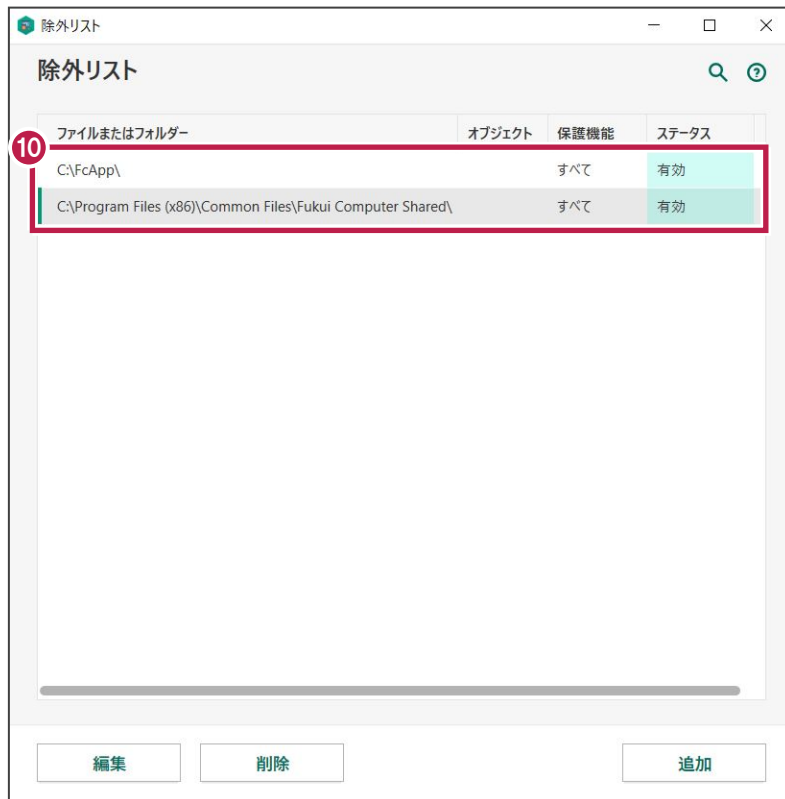 除外リスト
除外リスト
ファイルまたはフォルダー オブジェクト 保護機能 ステータス
10
C:\FcApp\ すべて 有効
C:\Program Files (x86)\Common Files\Fukui Computer Shared\ すべて 有効
編集 削除 追加